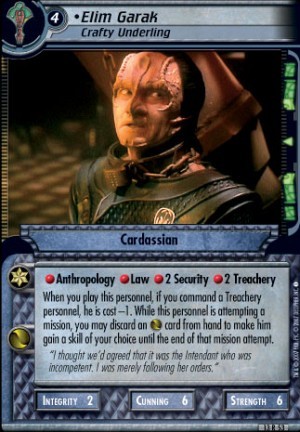 4
•Elim Garak
Crafty Underling
Cardassian
Anthropology Law 2 Security 2 Treachery
When you play this personnel, if you command a Treachery
personnel, he is cost –1. While this personnel is attempting a
mission, you may discard an card from hand to make him
gain a skill of your choice until the end of that mission attempt.
"I thought we'd agreed that it was the Intendant who was
incompetent. I was merely following her orders."
Integrity 2 Cunning 6 Strength 6